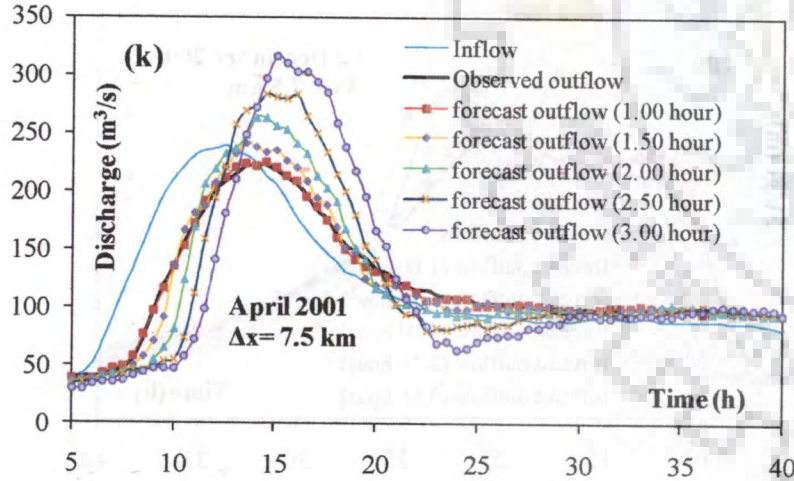 (k)
Inflow
Observed outflow
forecast outflow (1.00 hour)
forecast outflow (1.50 hour)
forecast outflow (2.00 hour)
forecast outflow (2.50 hour)
forecast outflow (3.00 hour)
Discharge (m³/s)
350
300
250
200
150
100
50
0
April 2001
Δx= 7.5 km
Time (h)
5 10 15 20 25 30 35 40